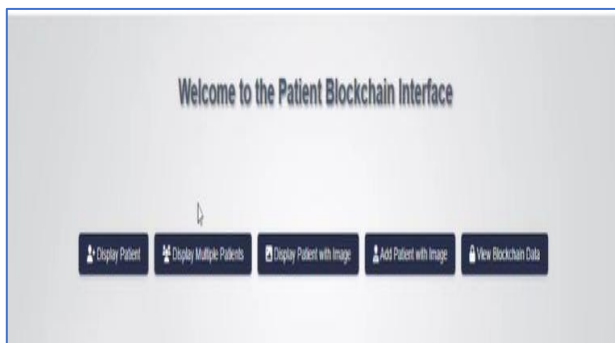 Welcome to the Patient Blockchain Interface
Display Patient Display Multiple Patients Display Patient with Image Add Patient with Image View Blockchain Data